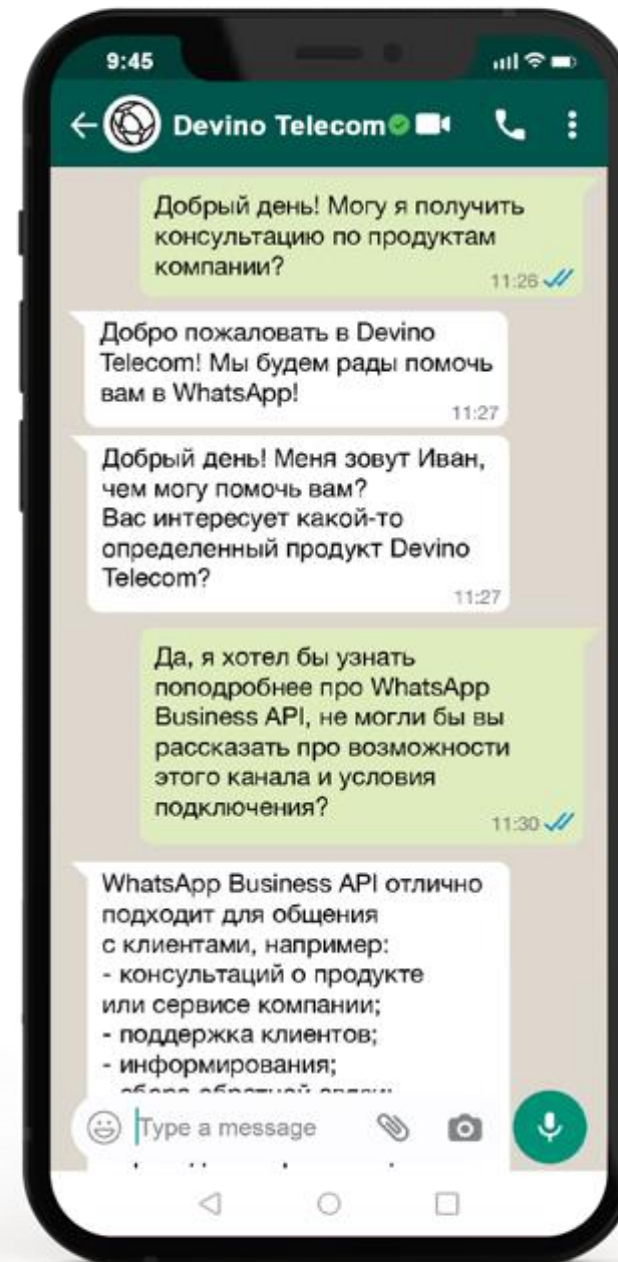 9:45
Devino Telecom
Добрый день! Могу я получить
консультацию по продуктам
компании?
11:26
Добро пожаловать в Devino
Telecom! Мы будем рады помочь
вам в WhatsApp!
11:27
Добрый день! Меня зовут Иван,
чем могу помочь вам?
Вас интересует какой-то
определенный продукт Devino
Telecom?
11:27
Да, я хотел бы узнать
поподробнее про WhatsApp
Business API, не могли бы вы
рассказать про возможности
этого канала и условия
подключения?
11:30
WhatsApp Business API отлично
подходит для общения
с клиентами, например:
- консультаций о продукте
или сервисе компании;
- поддержка клиентов;
- информирования;
- сбора обратной связи;
Type a message